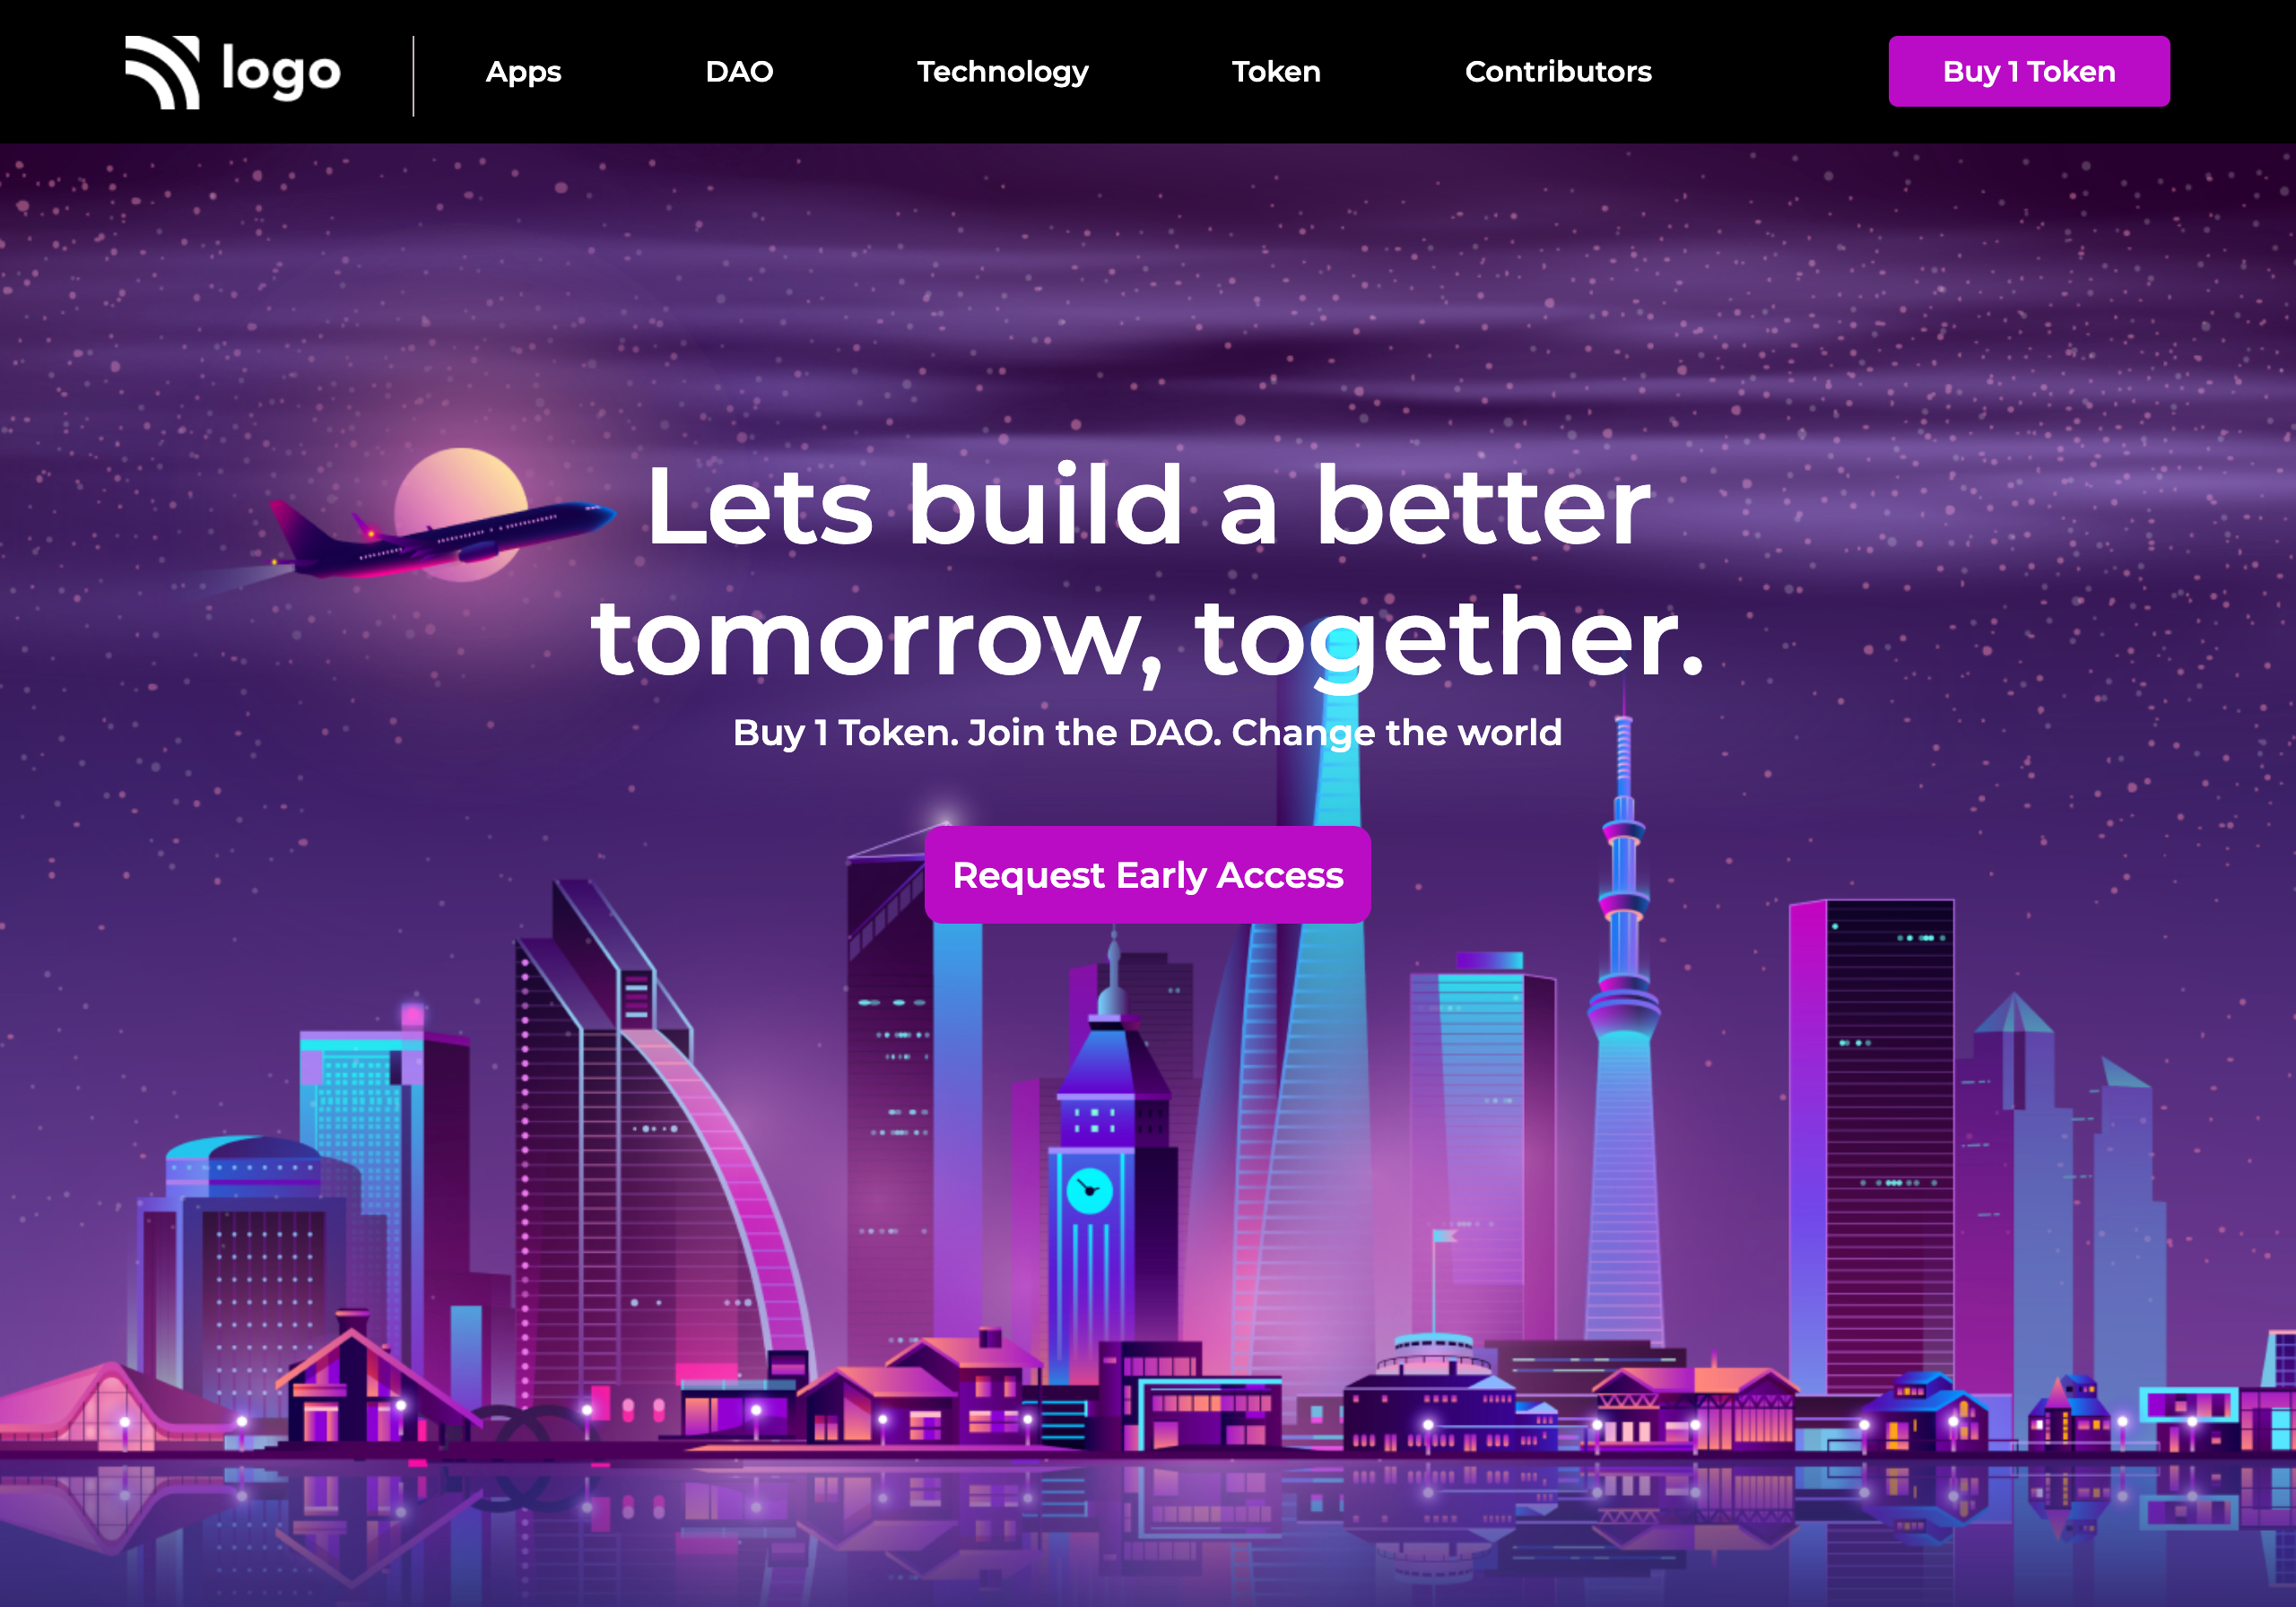 logo
Apps
DAO
Technology
Token
Contributors
Buy 1 Token
Lets build a better
tomorrow, together.
Buy 1 Token. Join the DAO. Change the world
Request Early Access